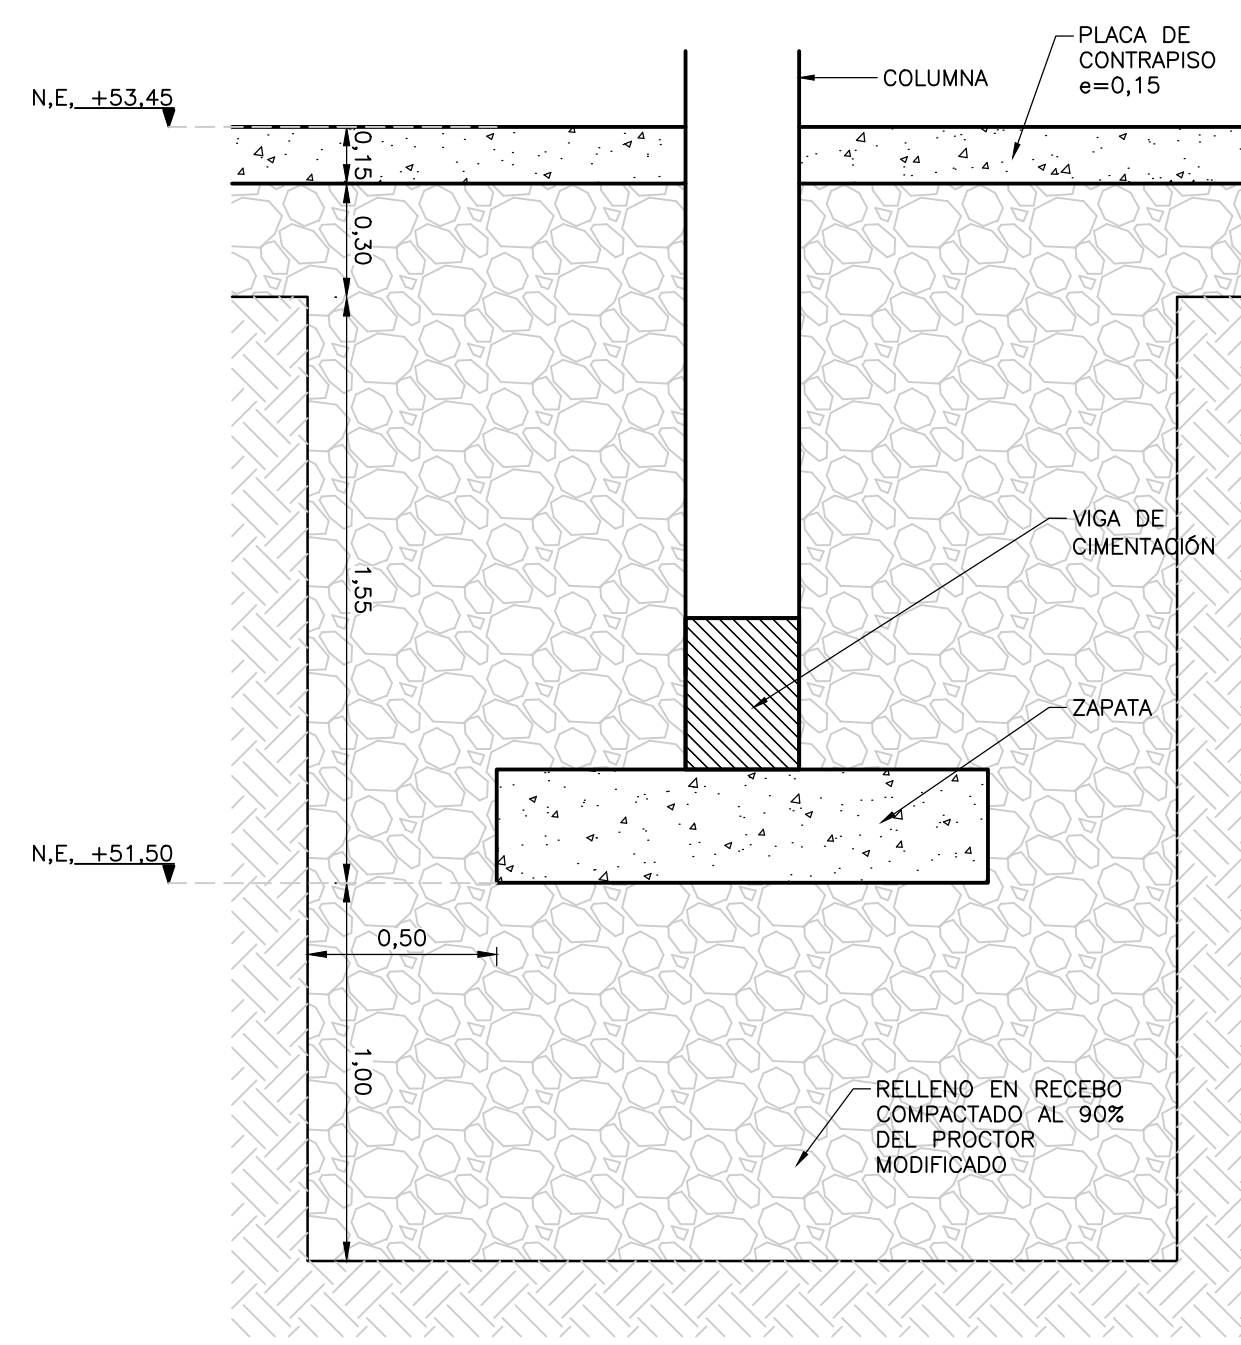 PLACA DE
CONTRAPISO
e=0,15
COLUMNA
N,E, +53,45
0,15
0,30
VIGA DE
CIMENTACIÓN
1,55
ZAPATA
N,E, +51,50
0,50
1,00
RELLENO EN RECEBO
COMPACTADO AL 90%
DEL PROCTOR
MODIFICADO